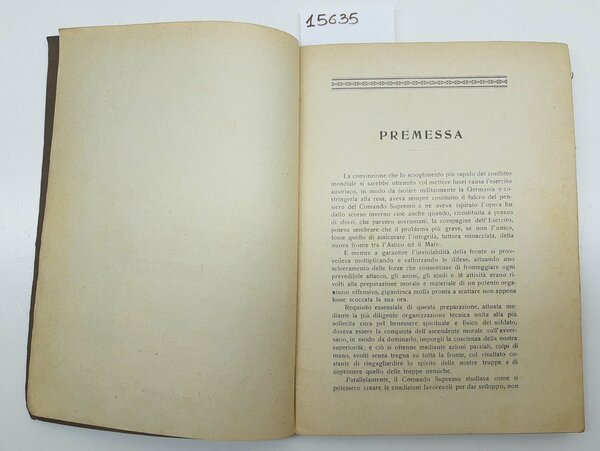 15635
PREMESSA
La convinzione che lo scioglimento più rapido del conflitto
mondiale si sarebbe ottenuto col mettere fuori causa l'esercito
austriaco, in modo da isolare militarmente la Germania e co-
stringerla alla resa, aveva sempre costituito il fulcro del pen-
siero del Comando Supremo e ne aveva ispirato l'opera fin
dallo scorso inverno cioè anche quando, ricostituita a prezzo
di sforzi, che parvero sovrumani, la compagine dell'Esercito,
poteva sembrare che il problema più grave, se non l'unico,
fosse quello di assicurare l'integrità, tuttora minacciata, della
nuova fronte tra l'Astico ed il Mare.
E mentre a garantire l'inviolabilità della fronte si prov-
vedeva moltiplicando e rafforzando le difese, attuando uno
schieramento delle forze che consentisse di fronteggiare ogni
prevedibile attacco, gli animi, gli studi e le attività erano ri-
volti alla preparazione morale e materiale di un potente orga-
nismo offensivo, gigantesca molla pronta a scattare non appena
fosse scoccata la sua ora.
Requisito essenziale di questa preparazione, attuata me-
diante la più diligente organizzazione tecnica unita alla più
sollecita cura pel benessere spirituale e fisico del soldato,
doveva essere la conquista dell'ascendente morale sull'avver-
sario, in modo da dominarlo, imporgli la coscienza della nostra
superiorità; e ciò si ottenne mediante azioni parziali, colpi di
mano, svolti senza tregua su tutta la fronte, col risultato co-
stante di ringagliardire lo spirito delle nostre truppe e di
deprimere quello delle truppe nemiche.
Parallelamente, il Comando Supremo studiava come si
potessero creare le condizioni favorevoli per dar sviluppo, non